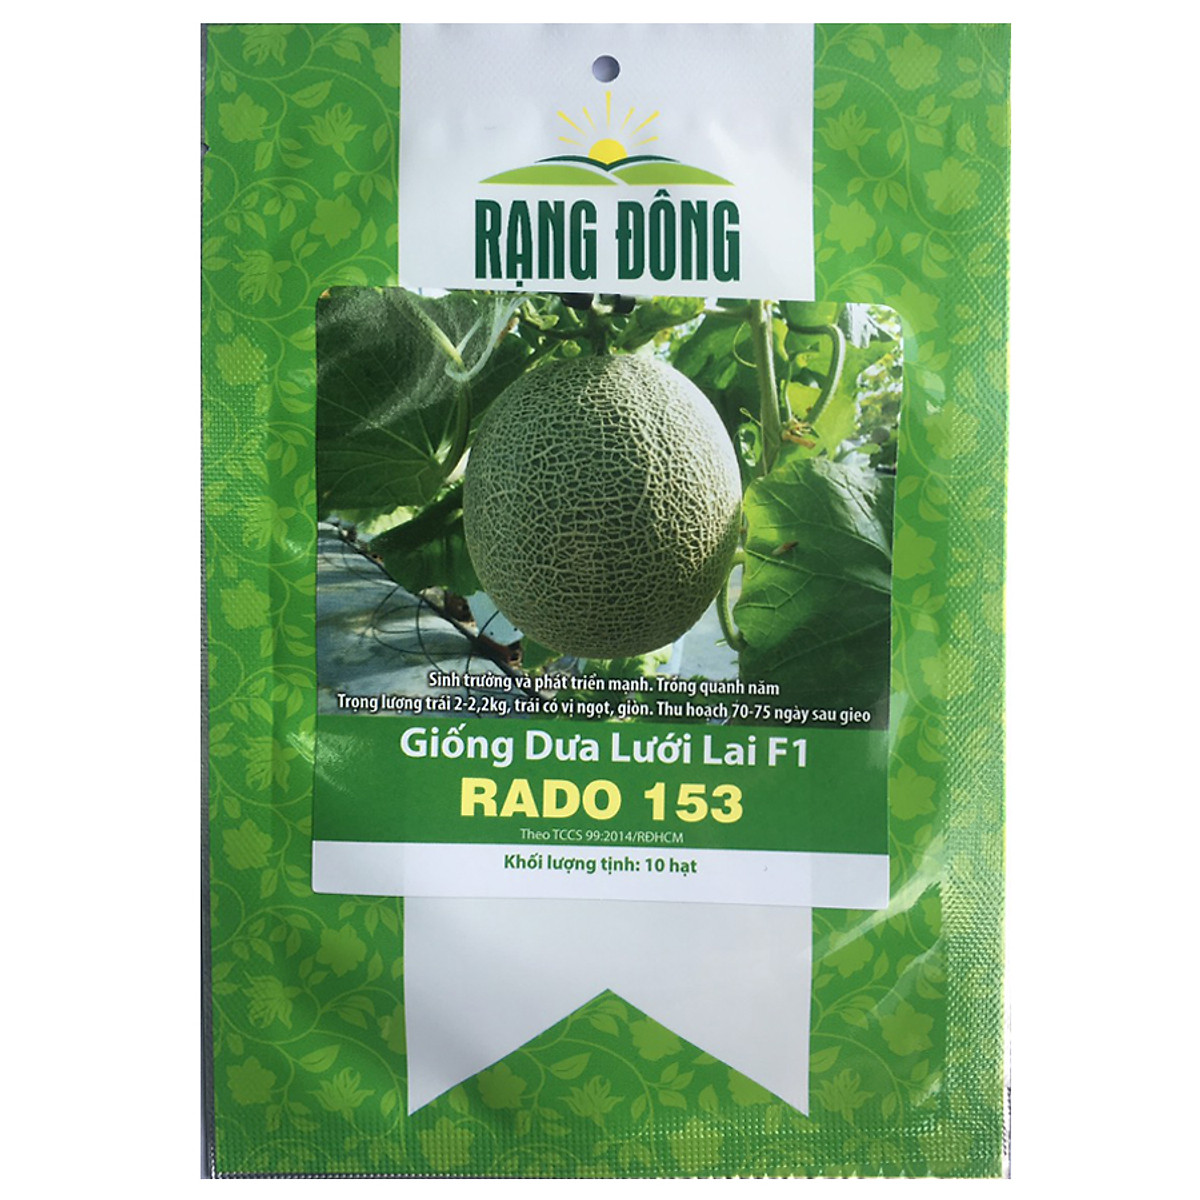 RẠNG ĐÔNG
Sinh trưởng và phát triển mạnh. Trồng quanh năm
Trọng lượng trái 2-2,2kg, trái có vị ngọt, giòn. Thu hoạch 70-75 ngày sau gieo
Giống Dưa Lưới Lai F1
RADO 153
Theo TCCS 99:2014/RĐHCM
Khối lượng tịnh: 10 hạt